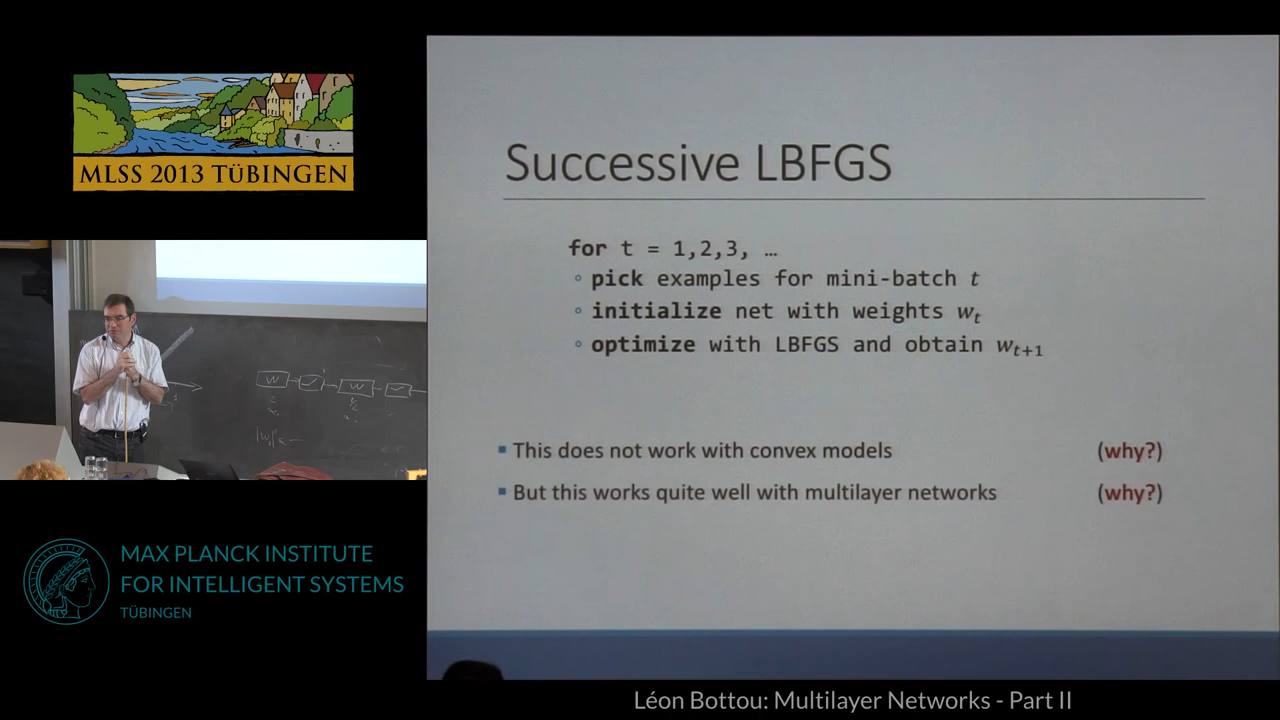 MLSS 2013 TÜBINGEN
Successive LBFGS
for t = 1,2,3, …
▫ pick examples for mini-batch t
▫ initialize net with weights wₜ
▫ optimize with LBFGS and obtain wₜ₊₁
▪ This does not work with convex models (why?)
▪ But this works quite well with multilayer networks (why?)
MAX PLANCK INSTITUTE
FOR INTELLIGENT SYSTEMS
TÜBINGEN
Léon Bottou: Multilayer Networks - Part II